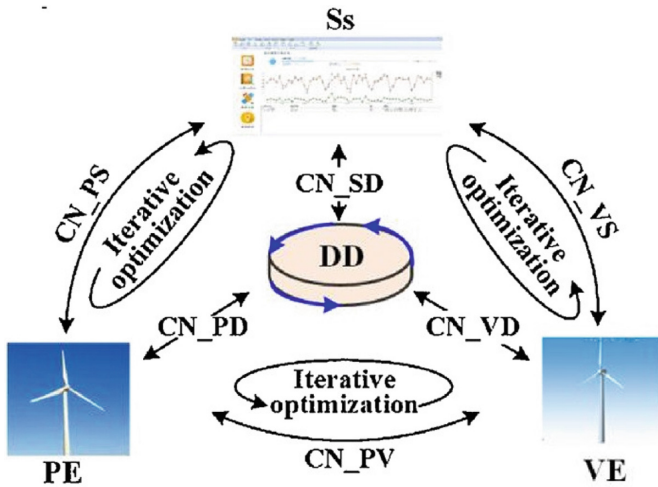 Ss
CN_PS
Iterative
optimization
CN_SD
Iterative
optimization
CN_VS
DD
CN_PD
CN_VD
Iterative
optimization
PE
CN_PV
VE